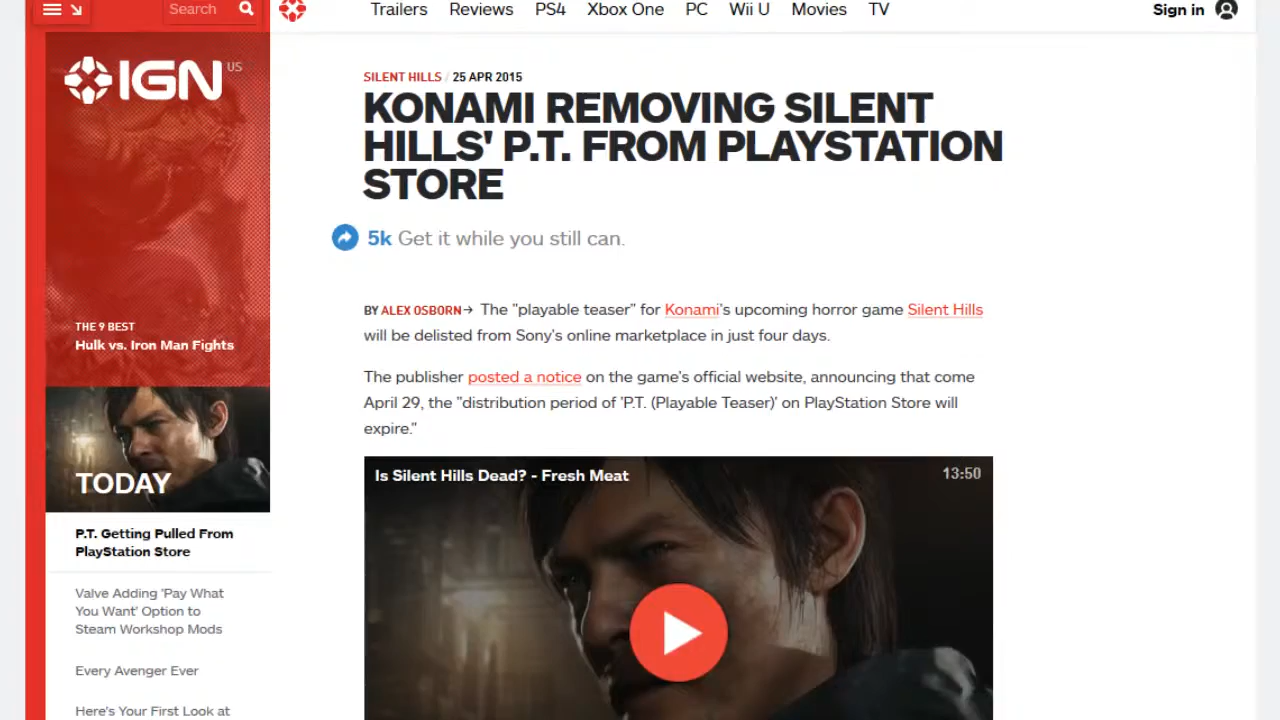 Search
Trailers Reviews PS4 Xbox One PC Wii U Movies TV
Sign in
IGN US
THE 9 BEST
Hulk vs. Iron Man Fights
TODAY
P.T. Getting Pulled From
PlayStation Store
Valve Adding 'Pay What
You Want' Option to
Steam Workshop Mods
Every Avenger Ever
Here's Your First Look at
SILENT HILLS / 25 APR 2015
KONAMI REMOVING SILENT
HILLS' P.T. FROM PLAYSTATION
STORE
5k Get it while you still can.
BY ALEX OSBORN→ The "playable teaser" for Konami's upcoming horror game Silent Hills
will be delisted from Sony's online marketplace in just four days.
The publisher posted a notice on the game's official website, announcing that come
April 29, the "distribution period of 'P.T. (Playable Teaser)' on PlayStation Store will
expire."
Is Silent Hills Dead? - Fresh Meat
13:50